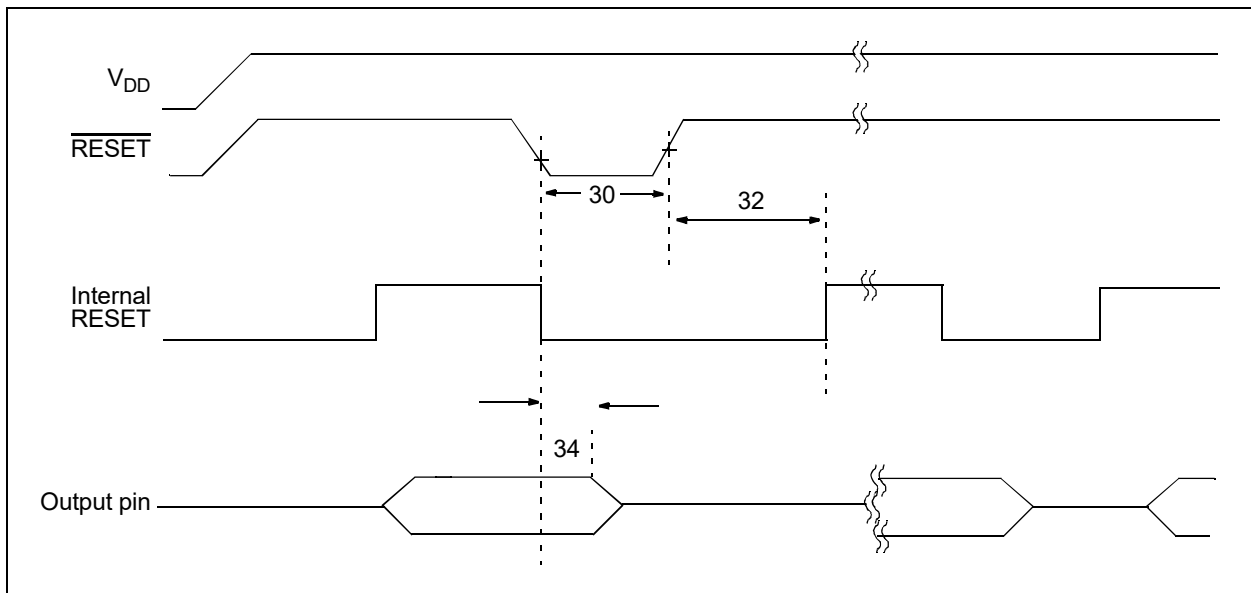 VDD
RESET
30
32
Internal
RESET
34
Output pin